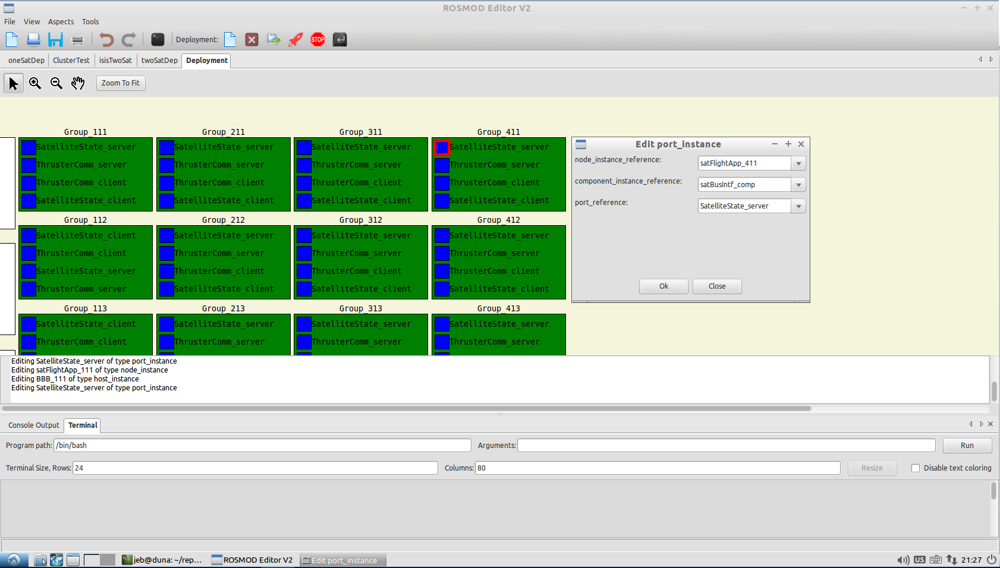 ROSMOD Editor V2
File View Aspects Tools
Deployment: STOP
oneSatDep ClusterTest isisTwoSat twoSatDep Deployment
Zoom To Fit
Group_111 Group_211 Group_311 Group_411
SatelliteState_server SatelliteState_server SatelliteState_server SatelliteState_server
ThrusterComm_server ThrusterComm_server ThrusterComm_server ThrusterComm_server
ThrusterComm_client ThrusterComm_client ThrusterComm_client ThrusterComm_client
SatelliteState_client SatelliteState_client SatelliteState_client SatelliteState_client
Group_112 Group_212 Group_312 Group_412
SatelliteState_client SatelliteState_server SatelliteState_server SatelliteState_server
ThrusterComm_client ThrusterComm_server ThrusterComm_server ThrusterComm_server
SatelliteState_server ThrusterComm_client ThrusterComm_client ThrusterComm_client
ThrusterComm_server SatelliteState_client SatelliteState_client SatelliteState_client
Group_113 Group_213 Group_313 Group_413
SatelliteState_client SatelliteState_server SatelliteState_server SatelliteState_server
ThrusterComm_client ThrusterComm_server ThrusterComm_server ThrusterComm_server
Edit port_instance
node_instance_reference: satFlightApp_411
component_instance_reference: satBusIntf_comp
port_reference: SatelliteState_server
Ok Close
Editing SatelliteState_server of type port_instance
Editing satFlightApp_111 of type node_instance
Editing BBB_111 of type host_instance
Editing SatelliteState_server of type port_instance
Console Output Terminal
Program path: /bin/bash Arguments: Run
Terminal Size, Rows: 24 Columns: 80 Resize Disable text coloring
jeb@duna: ~/rep... ROSMOD Editor V2 Edit port_instance US 21:27